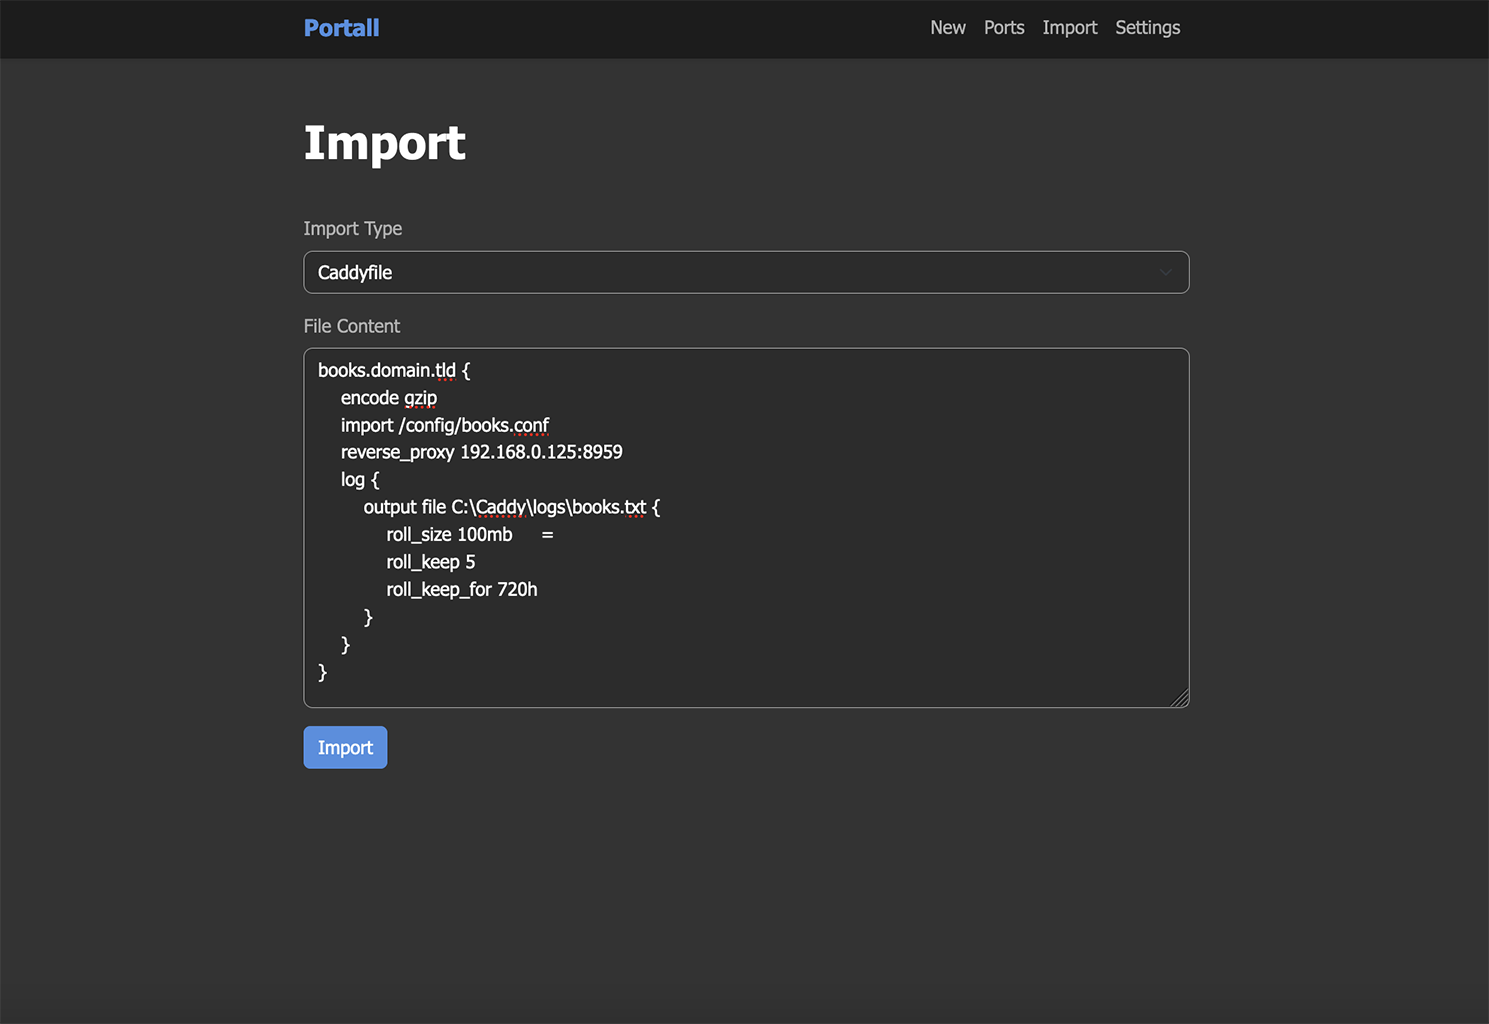 Portall
New Ports Import Settings
Import
Import Type
Caddyfile
File Content
books.domain.tld {
encode gzip
import /config/books.conf
reverse_proxy 192.168.0.125:8959
log {
output file C:\Caddy\logs\books.txt {
roll_size 100mb =
roll_keep 5
roll_keep_for 720h
}
}
}
Import